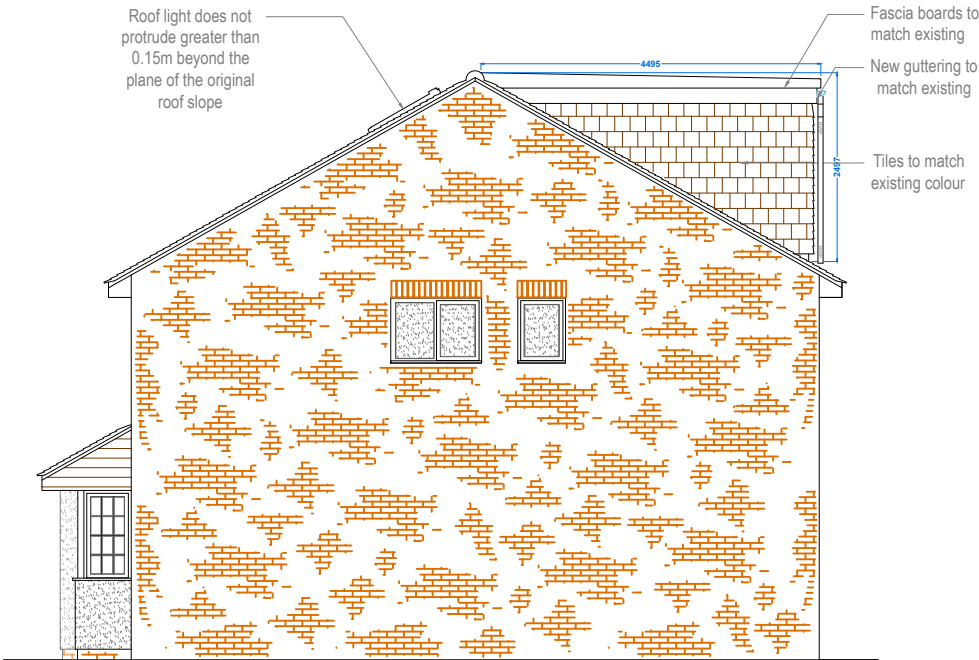 Roof light does not
protrude greater than
0.15m beyond the
plane of the original
roof slope
Fascia boards to
match existing
4495
New guttering to
match existing
Tiles to match
existing colour
2497